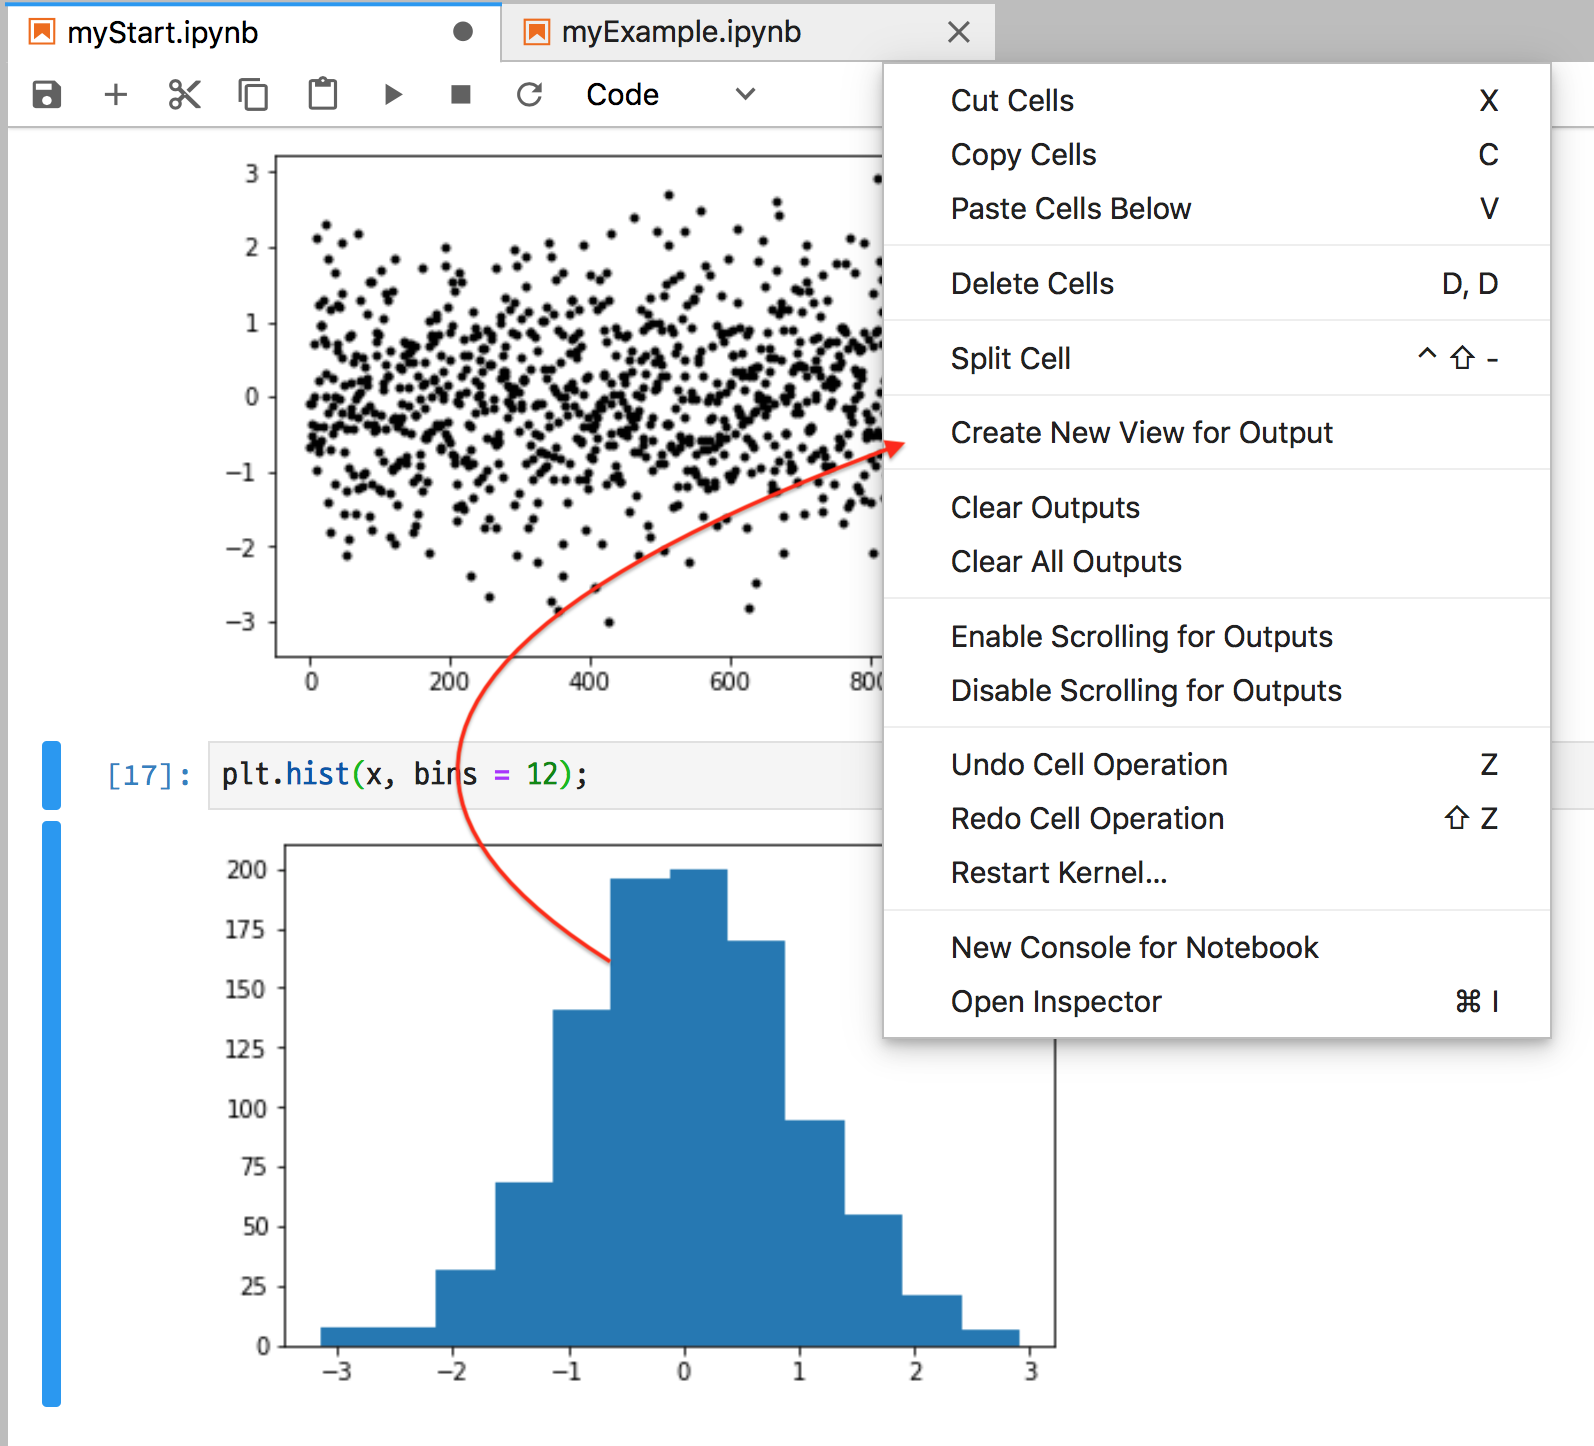 myStart.ipynb
myExample.ipynb
Code
Cut Cells X
Copy Cells C
Paste Cells Below V
Delete Cells D, D
Split Cell ^ ⇧ -
Create New View for Output
Clear Outputs
Clear All Outputs
Enable Scrolling for Outputs
Disable Scrolling for Outputs
Undo Cell Operation Z
Redo Cell Operation ⇧ Z
Restart Kernel...
New Console for Notebook
Open Inspector ⌘ I
3
2
1
0
−1
−2
−3
0 200 400 600 800
[17]: plt.hist(x, bins = 12);
200
175
150
125
100
75
50
25
0
−3 −2 −1 0 1 2 3